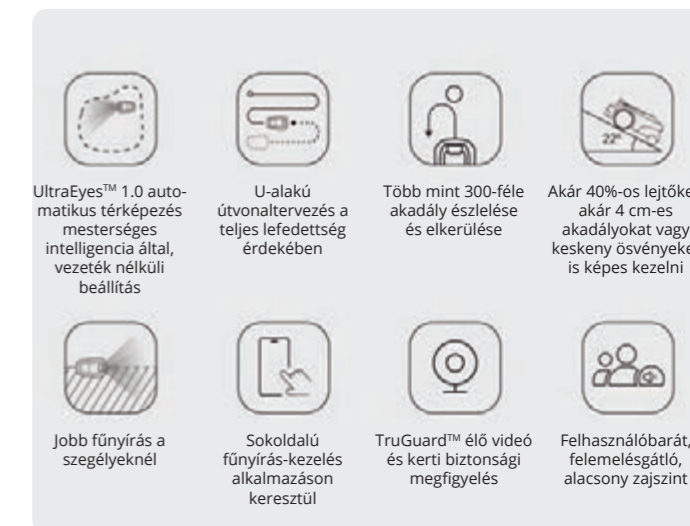 22°
UltraEyes™ 1.0 auto-
matikus térképezés
mesterséges
intelligencia által,
vezeték nélküli
beállítás
U-alakú
útvonaltervezés a
teljes lefedettség
érdekében
Több mint 300-féle
akadály észlelése
és elkerülése
Akár 40%-os
akár 4 cm-es
akadályokat vagy
keskeny
is képes kezelni
Jobb fűnyírás a
szegélyeknél
Sokoldalú
fűnyírás-kezelés
alkalmazáson
keresztül
TruGuard™ élő videó
és kerti biztonsági
megfigyelés
Felhasználóbarát,
felemelésgátló,
alacsony zajszint